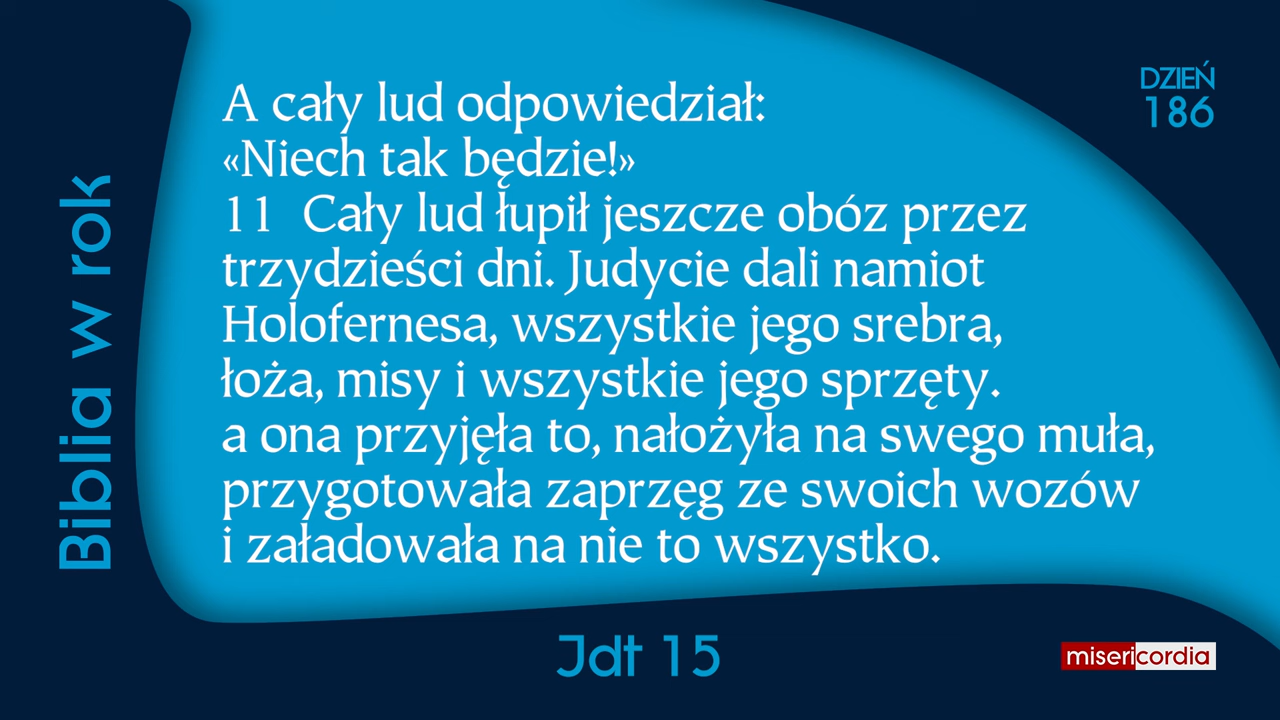 DZIEŃ
186
A cały lud odpowiedział:
«Niech tak będzie!»
11  Cały lud łupił jeszcze obóz przez
trzydzieści dni. Judycie dali namiot
Holofernesa, wszystkie jego srebra,
łoża, misy i wszystkie jego sprzęty.
a ona przyjęła to, nałożyła na swego muła,
przygotowała zaprzęg ze swoich wozów
i załadowała na nie to wszystko.
Biblia w rok
Jdt 15
misericordia